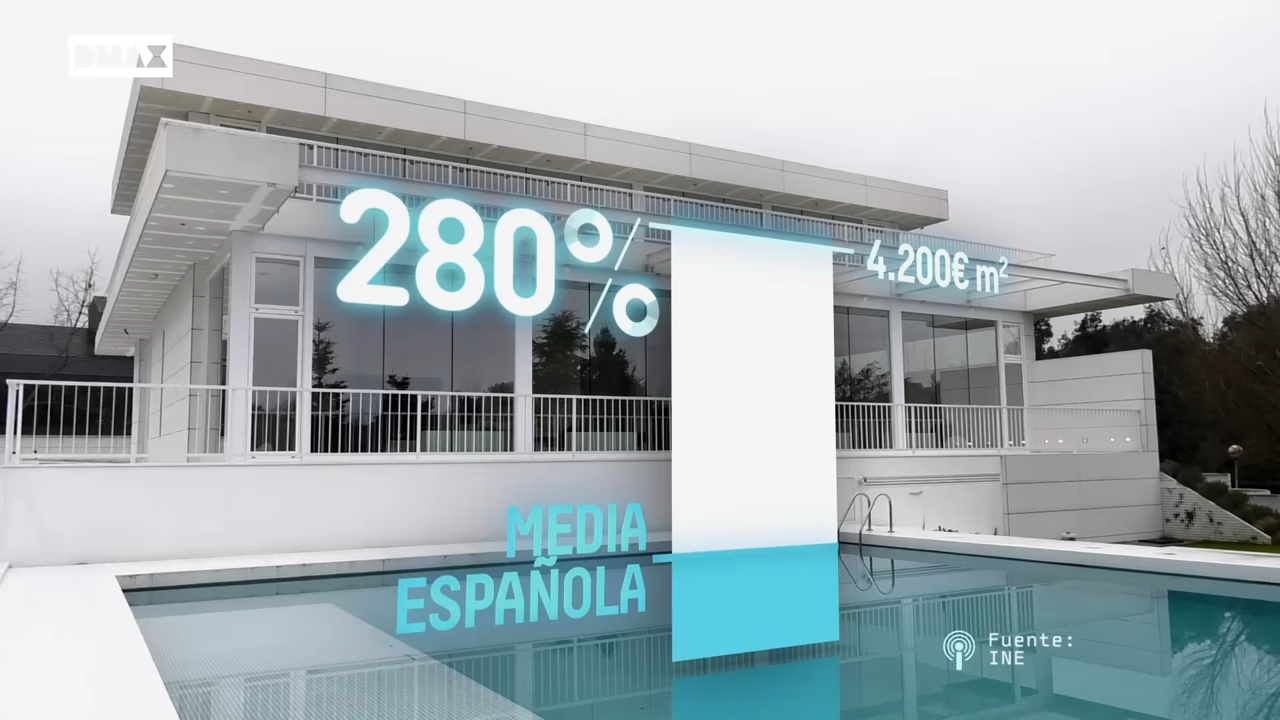 DMAX
280%
4.200€ m²
MEDIA
ESPAÑOLA
Fuente:
INE